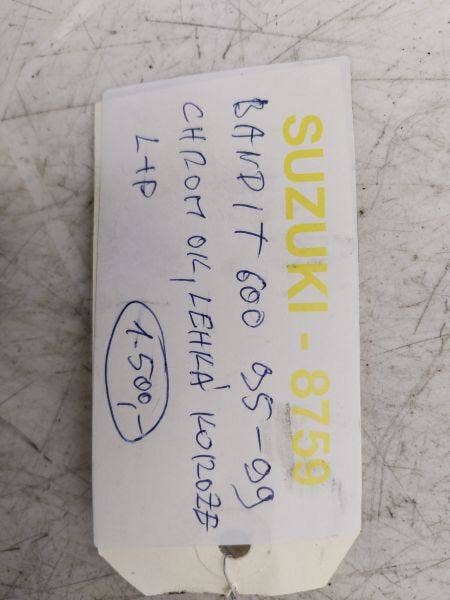 SUZUKI - 8759
BANDIT 600 95-99
CHROM OK, LEHKÁ KOROZE
L+P
1.500,-